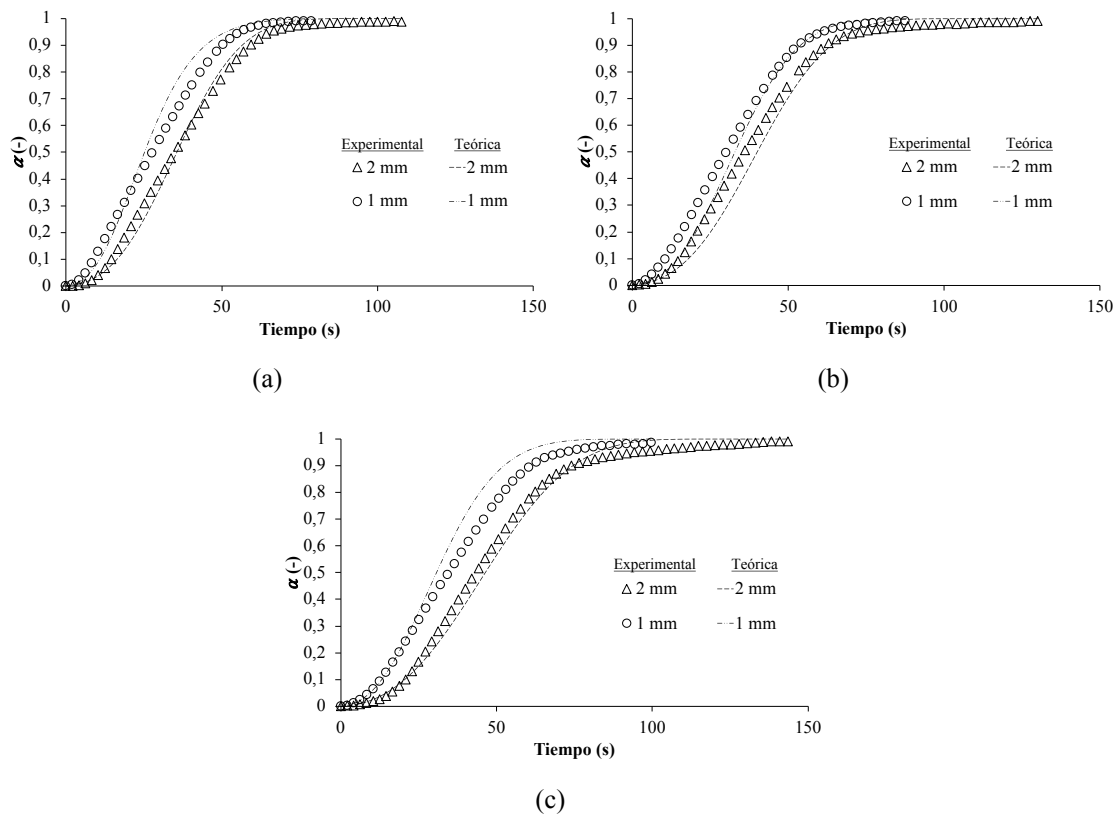 1
0,9
0,8
0,7
0,6
0,5
0,4
0,3
0,2
0,1
0
α (-)
Experimental Teórica
2 mm 2 mm
1 mm 1 mm
0 50 100 150
Tiempo (s)
(a)
1
0,9
0,8
0,7
0,6
0,5
0,4
0,3
0,2
0,1
0
α (-)
Experimental Teórica
2 mm 2 mm
1 mm 1 mm
0 50 100 150
Tiempo (s)
(b)
1
0,9
0,8
0,7
0,6
0,5
0,4
0,3
0,2
0,1
0
α (-)
Experimental Teórica
2 mm 2 mm
1 mm 1 mm
0 50 100 150
Tiempo (s)
(c)